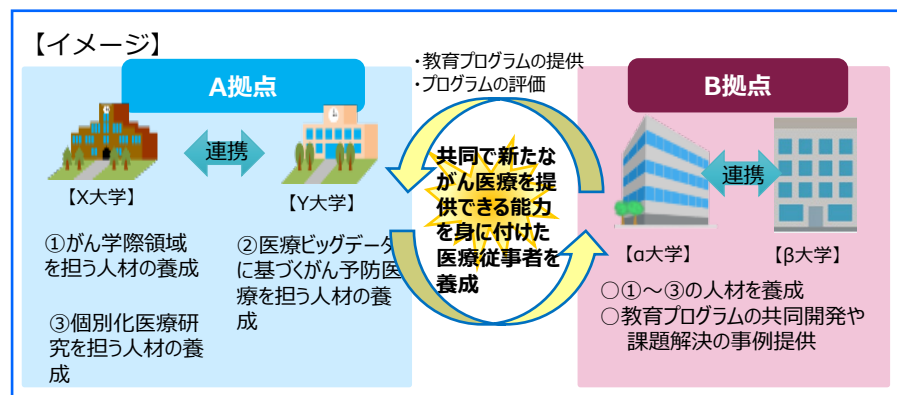 【イメージ】
A拠点
連携
【X大学】
【Y大学】
①がん学際領域
を担う人材の養成
③個別化医療研
究を担う人材の養
成
②医療ビッグデータ
に基づくがん予防医
療を担う人材の養
成
・教育プログラムの提供
・プログラムの評価
共同で新たな
がん医療を提
供できる能力
を身に付けた
医療従事者を
養成
B拠点
連携
【α大学】
【β大学】
○①～③の人材を養成
○教育プログラムの共同開発や
課題解決の事例提供